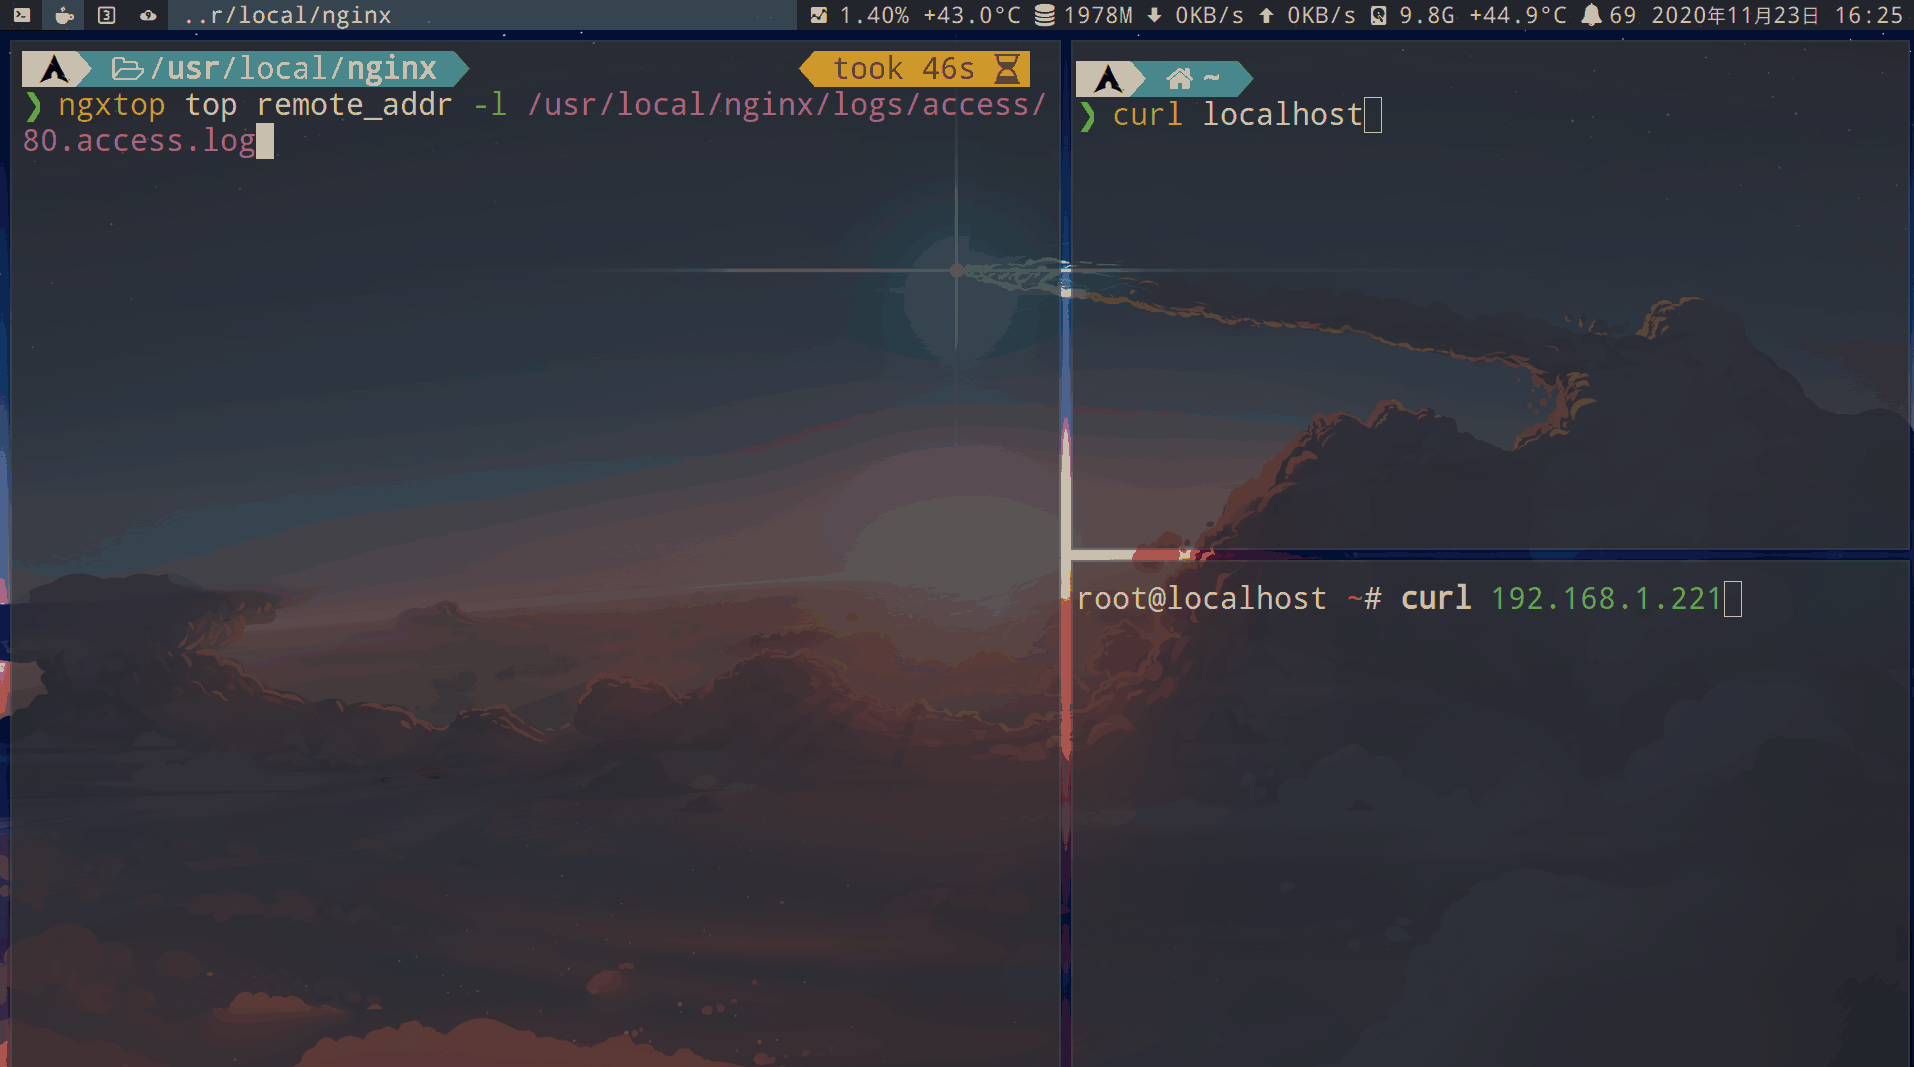 3 ..r/local/nginx 1.40% +43.0°C 1978M 0KB/s 0KB/s 9.8G +44.9°C 69 2020年11月23日 16:25
/usr/local/nginx took 46s
❯ ngxtop top remote_addr -l /usr/local/nginx/logs/access/
80.access.log
~
❯ curl localhost
root@localhost ~# curl 192.168.1.221